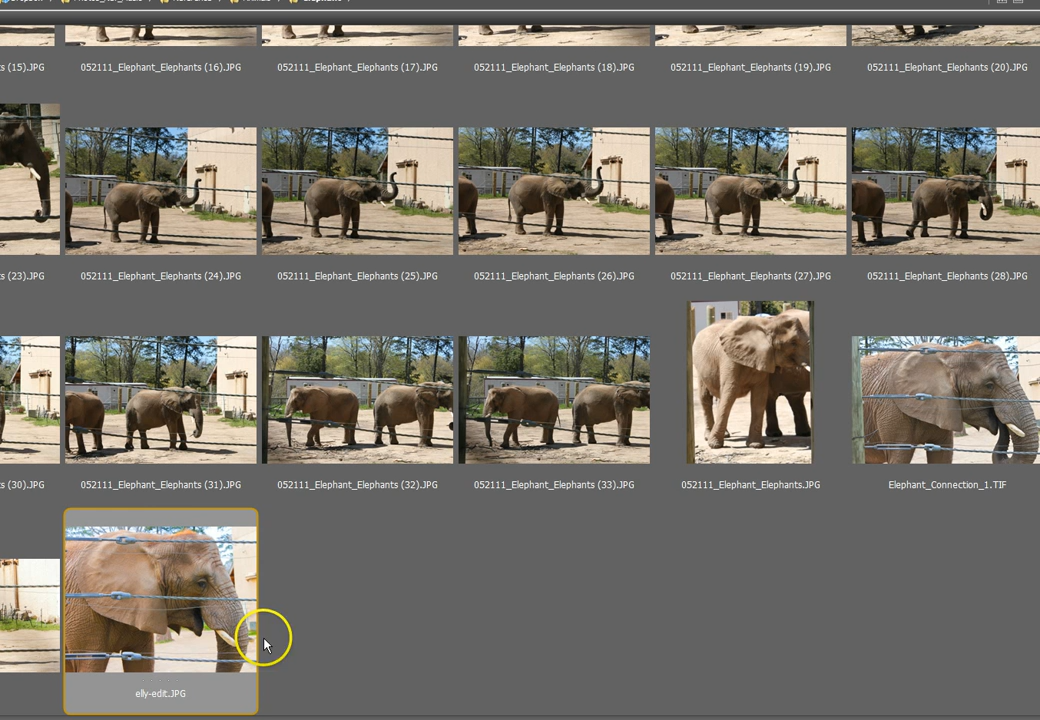 s (15).JPG
052111_Elephant_Elephants (16).JPG
052111_Elephant_Elephants (17).JPG
052111_Elephant_Elephants (18).JPG
052111_Elephant_Elephants (19).JPG
052111_Elephant_Elephants (20).JPG
s (23).JPG
052111_Elephant_Elephants (24).JPG
052111_Elephant_Elephants (25).JPG
052111_Elephant_Elephants (26).JPG
052111_Elephant_Elephants (27).JPG
052111_Elephant_Elephants (28).JPG
s (30).JPG
052111_Elephant_Elephants (31).JPG
052111_Elephant_Elephants (32).JPG
052111_Elephant_Elephants (33).JPG
052111_Elephant_Elephants.JPG
Elephant_Connection_1.TIF
elly-edit.JPG